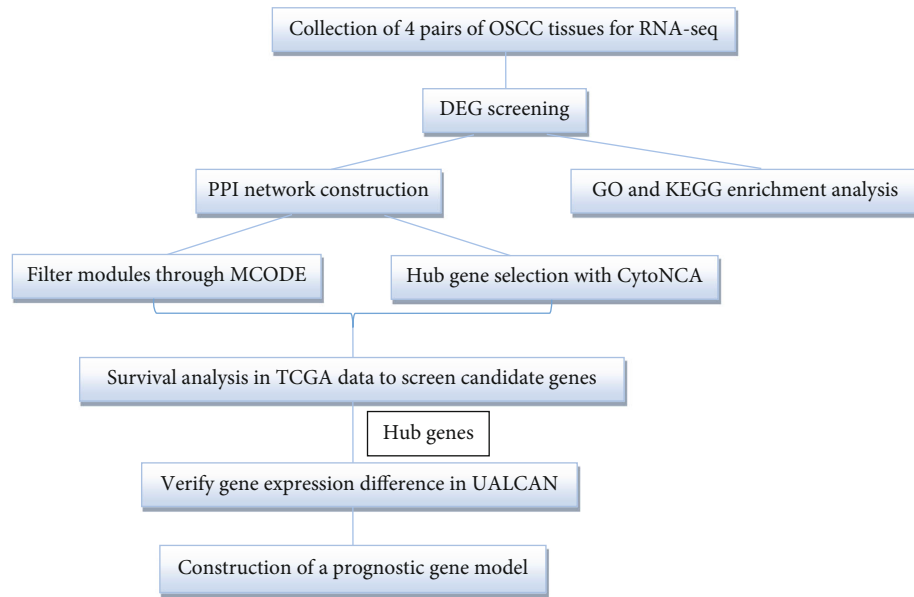 Collection of 4 pairs of OSCC tissues for RNA-seq
DEG screening
PPI network construction
GO and KEGG enrichment analysis
Filter modules through MCODE
Hub gene selection with CytoNCA
Survival analysis in TCGA data to screen candidate genes
Hub genes
Verify gene expression difference in UALCAN
Construction of a prognostic gene model